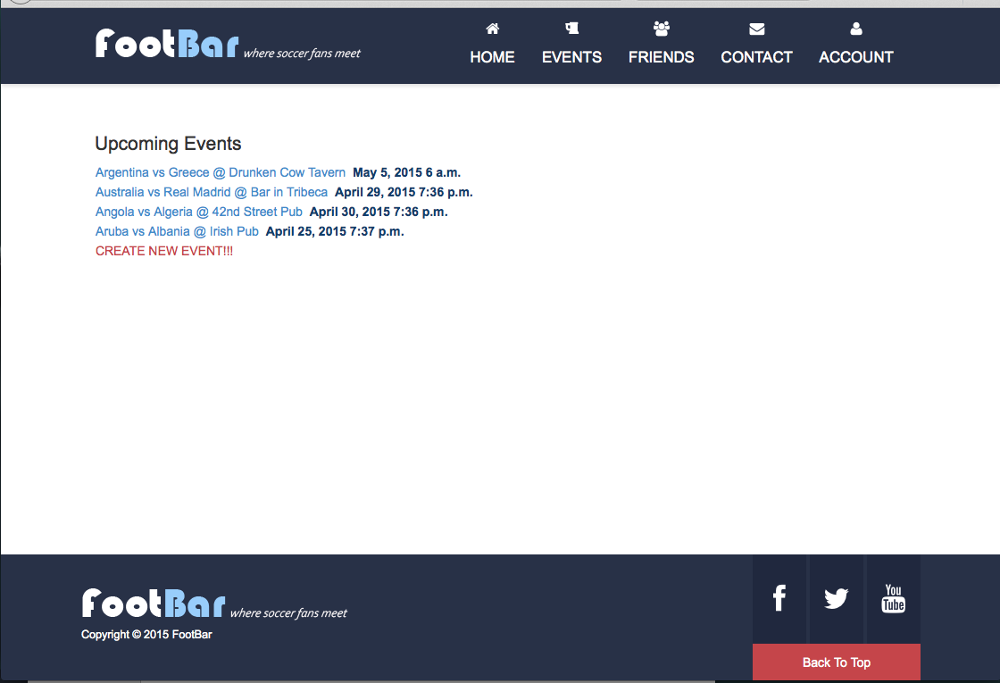 FootBar where soccer fans meet
HOME EVENTS FRIENDS CONTACT ACCOUNT
Upcoming Events
Argentina vs Greece @ Drunken Cow Tavern May 5, 2015 6 a.m.
Australia vs Real Madrid @ Bar in Tribeca April 29, 2015 7:36 p.m.
Angola vs Algeria @ 42nd Street Pub April 30, 2015 7:36 p.m.
Aruba vs Albania @ Irish Pub April 25, 2015 7:37 p.m.
CREATE NEW EVENT!!!
FootBar where soccer fans meet
Copyright © 2015 FootBar
f
You
Tube
Back To Top